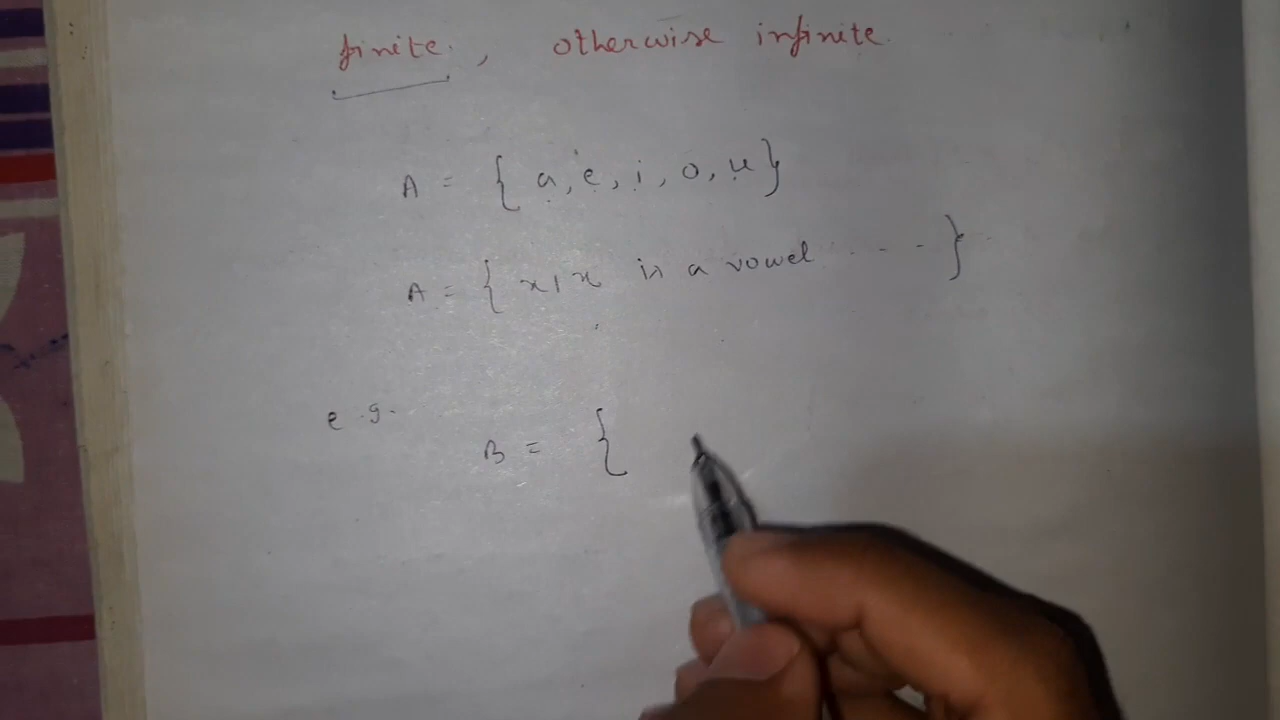 finite, otherwise infinite.
A = { a, e, i, o, u }
A = { x | x is a vowel - - - }
e.g.
B = {